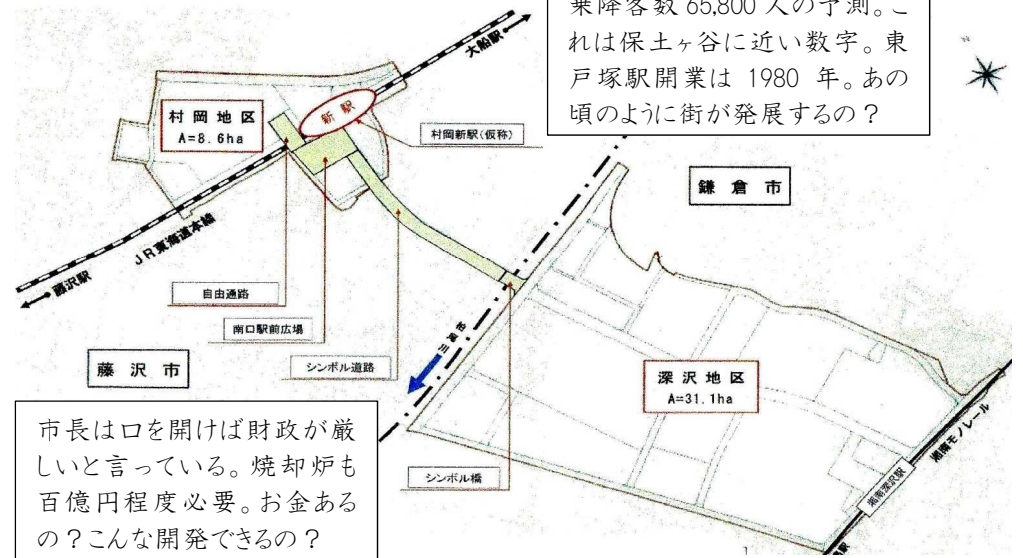 乗降客数 65,800 人の予測。こ
れは保土ヶ谷に近い数字。東
戸塚駅開業は 1980 年。あの
頃のように街が発展するの？
大船駅
村岡地区
A=8.6ha
新駅
村岡新駅(仮称)
鎌倉市
JR東海道本線
藤沢駅
自由通路
南口駅前広場
シンボル道路
柏尾川
藤沢市
深沢地区
A=31.1ha
湘南モノレール
湘南深沢駅
シンボル橋
市長は口を開けば財政が厳
しいと言っている。焼却炉も
百億円程度必要。お金ある
の？こんな開発できるの？
1